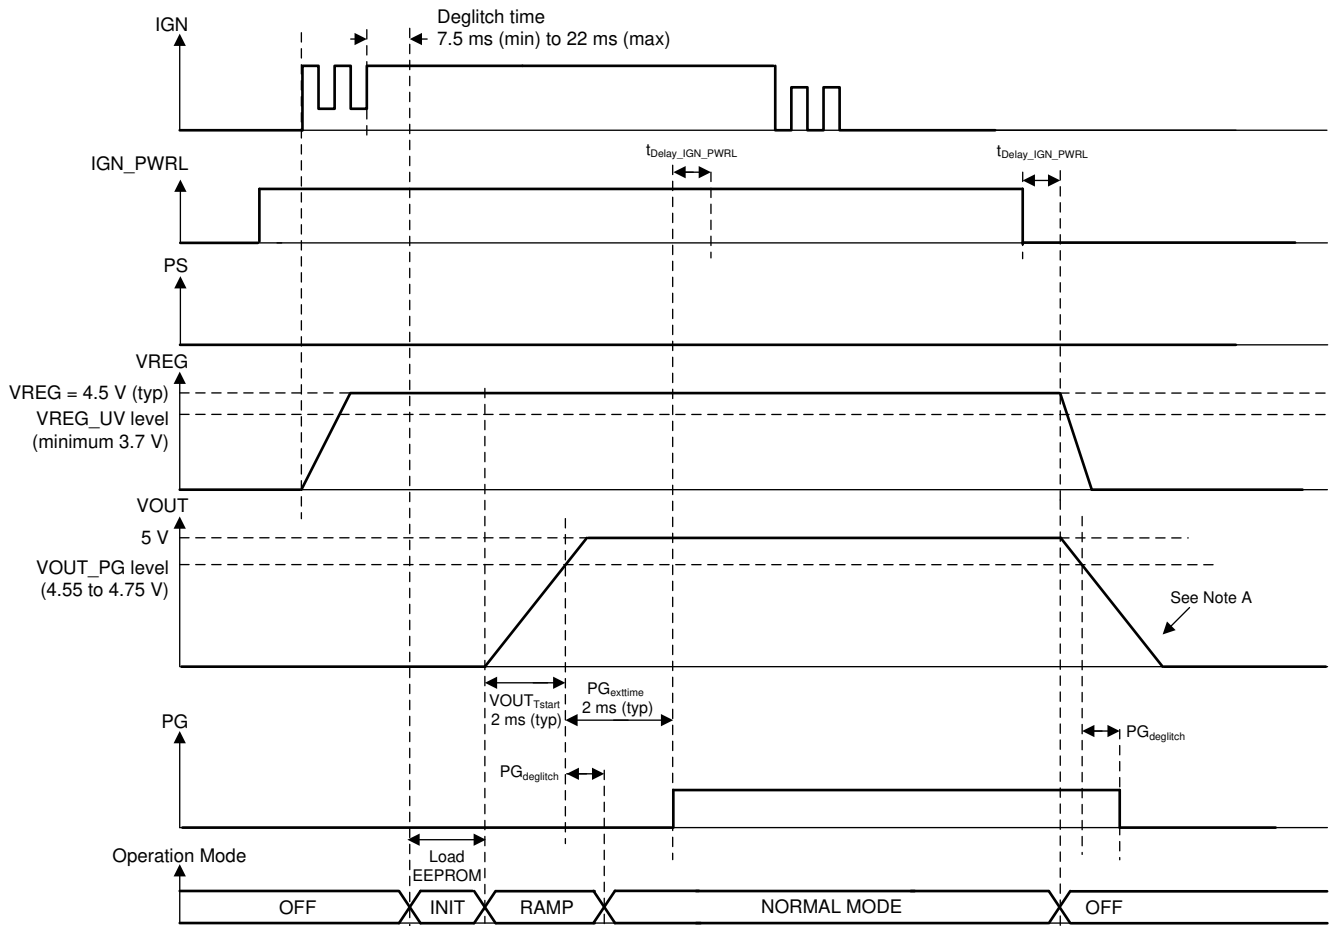 IGN
Deglitch time
7.5 ms (min) to 22 ms (max)
IGN_PWRL
tDelay_IGN_PWRL
tDelay_IGN_PWRL
PS
VREG
VREG = 4.5 V (typ)
VREG_UV level
(minimum 3.7 V)
VOUT
5 V
VOUT_PG level
(4.55 to 4.75 V)
See Note A
VOUTTstart
2 ms (typ)
PGexttime
2 ms (typ)
PG
PGdeglitch
PGdeglitch
Operation Mode
Load
EEPROM
OFF
INIT
RAMP
NORMAL MODE
OFF